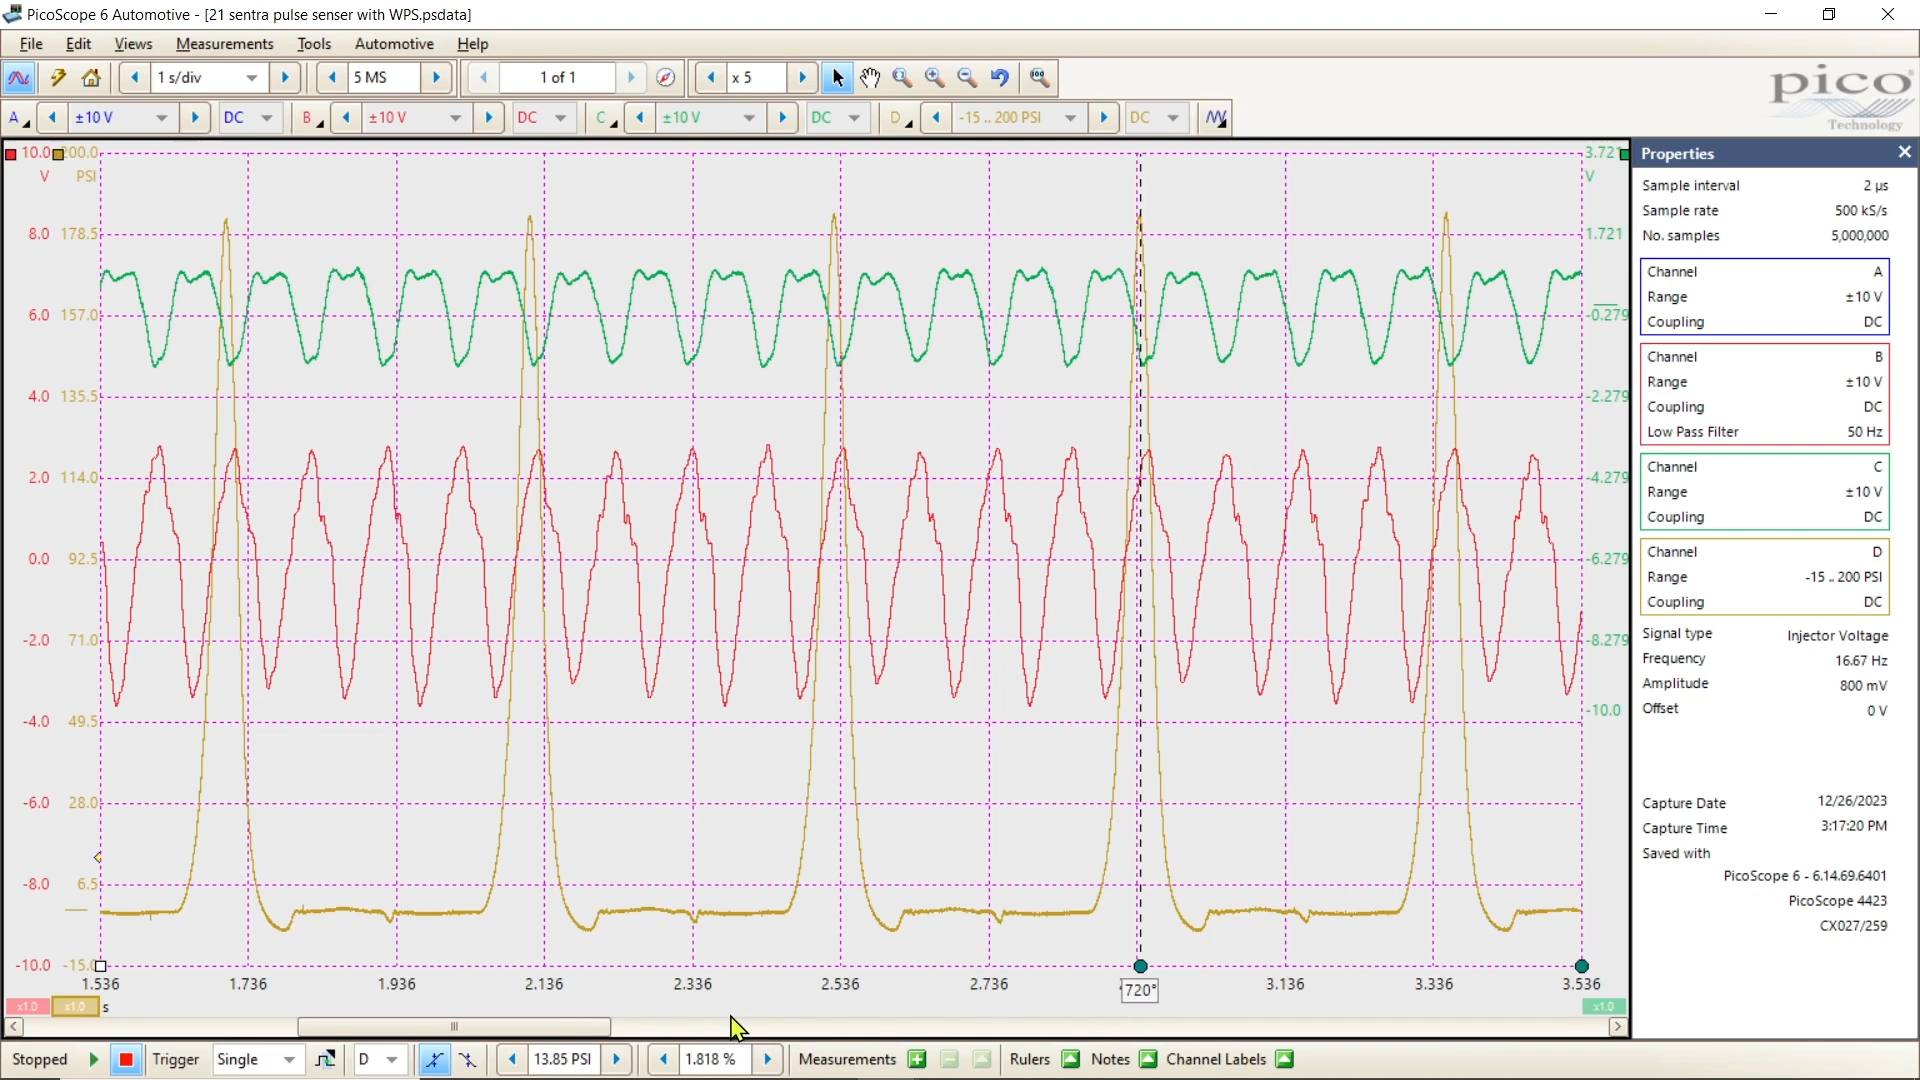 PicoScope 6 Automotive - [21 sentra pulse senser with WPS.psdata]
File Edit Views Measurements Tools Automotive Help
1 s/div 5 MS 1 of 1 x 5
pico
Technology
A ±10 V DC B ±10 V DC C ±10 V DC D -15 .. 200 PSI DC
10.0 200.0 3.721
V PSI V
8.0 178.5 1.721
6.0 157.0 -0.279
4.0 135.5 -2.279
2.0 114.0 -4.279
0.0 92.5 -6.279
-2.0 71.0 -8.279
-4.0 49.5 -10.0
-6.0 28.0
-8.0 6.5
-10.0 -15.0
1.536 1.736 1.936 2.136 2.336 2.536 2.736 720° 3.136 3.336 3.536
x1.0 x1.0 s x1.0
Properties
Sample interval 2 µs
Sample rate 500 kS/s
No. samples 5,000,000
Channel A
Range ±10 V
Coupling DC
Channel B
Range ±10 V
Coupling DC
Low Pass Filter 50 Hz
Channel C
Range ±10 V
Coupling DC
Channel D
Range -15 .. 200 PSI
Coupling DC
Signal type Injector Voltage
Frequency 16.67 Hz
Amplitude 800 mV
Offset 0 V
Capture Date 12/26/2023
Capture Time 3:17:20 PM
Saved with
PicoScope 6 - 6.14.69.6401
PicoScope 4423
CX027/259
Stopped Trigger Single D 13.85 PSI 1.818 % Measurements Rulers Notes Channel Labels